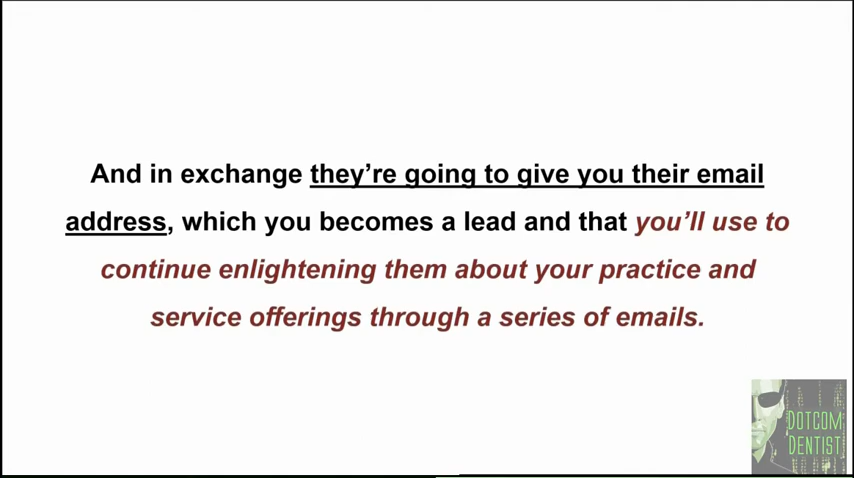 And in exchange they're going to give you their email
address, which you becomes a lead and that you'll use to
continue enlightening them about your practice and
service offerings through a series of emails.
DOTCOM
DENTIST